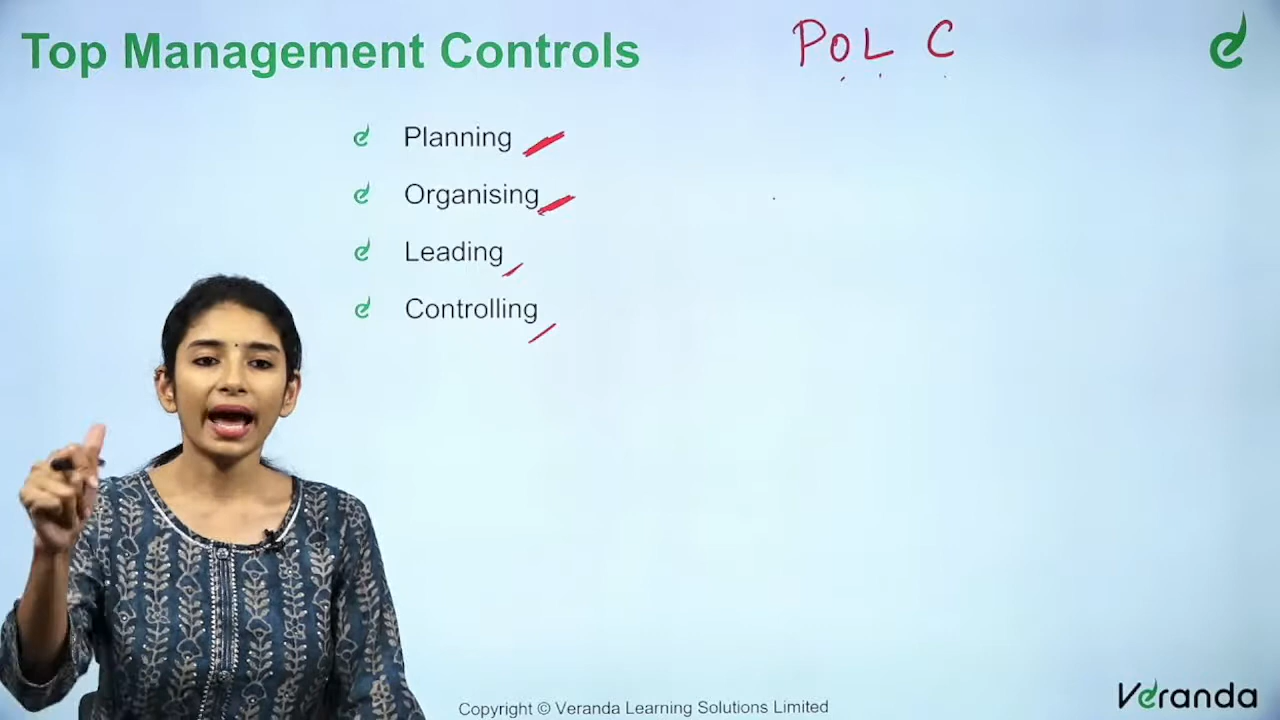 Top Management Controls
POL C
Planning
Organising
Leading
Controlling
Copyright © Veranda Learning Solutions Limited
Veranda